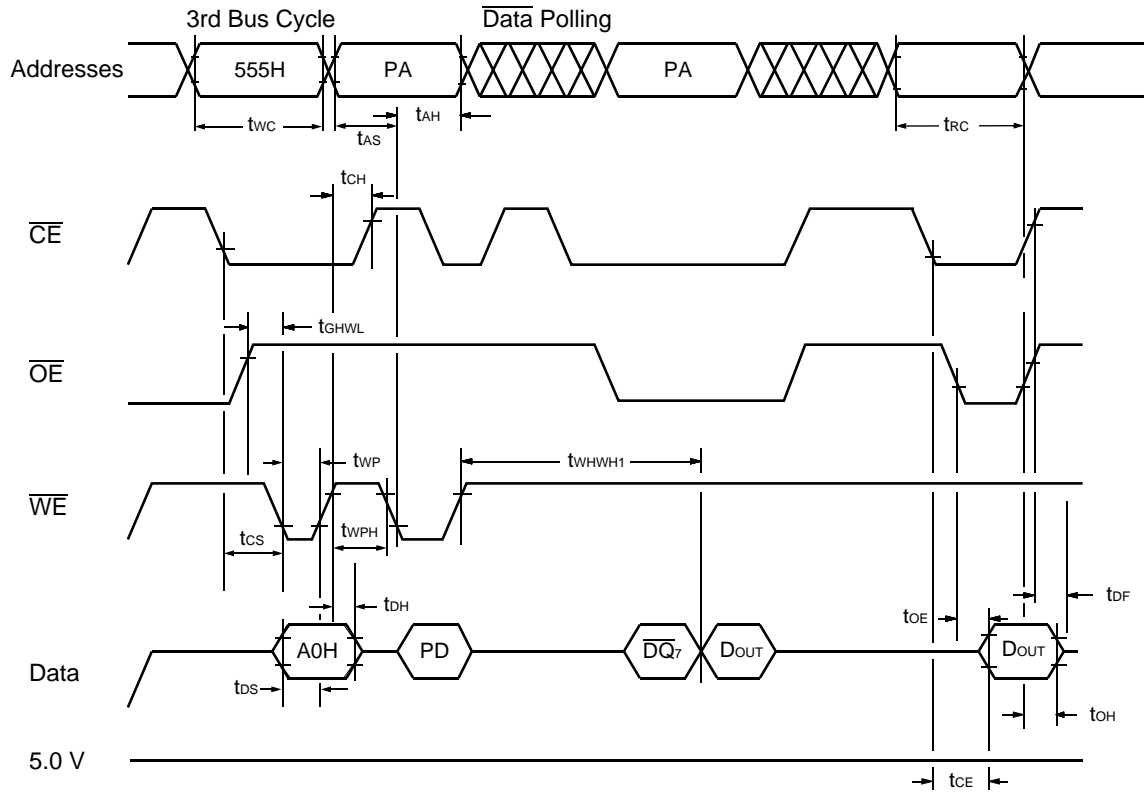 3rd Bus Cycle
Data Polling
Addresses
555H
PA
PA
tWC
tAS
tAH
tRC
tCH
CE
tGHWL
OE
tWP
tWHWH1
WE
tCS
tWPH
tDH
tOE
tDF
Data
A0H
PD
DQ7
DOUT
DOUT
tDS
tOH
5.0 V
tCE